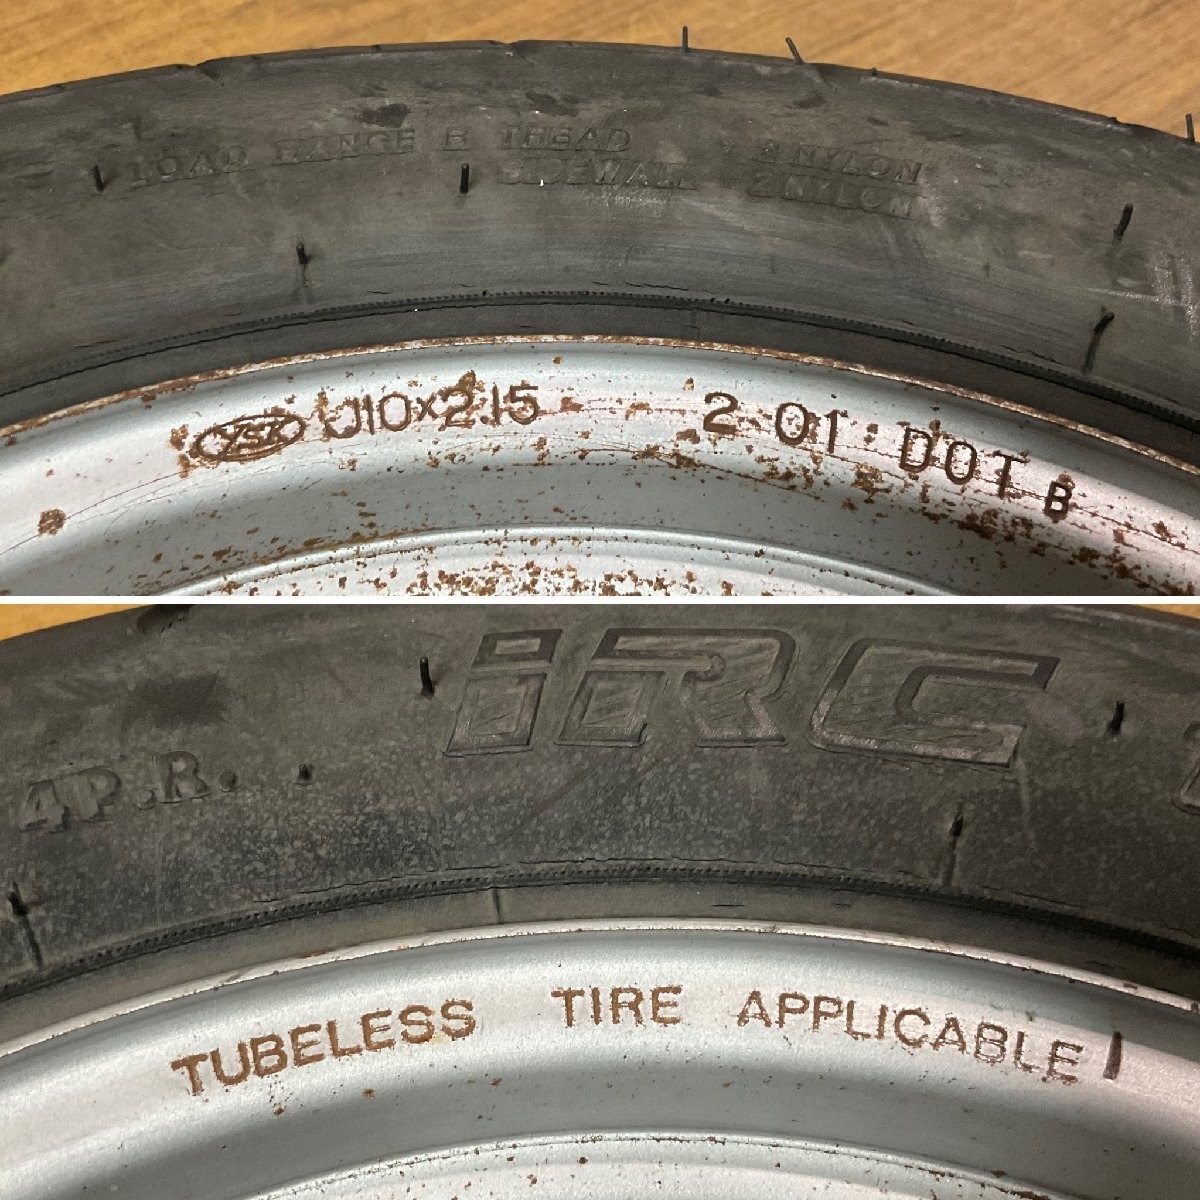 LOAD RANGE B THEAD : 2 NYLON
SIDEWALL 2 NYLON
YSK J10×2.15 2 01 DOT B
iRC
4P.R.
TUBELESS TIRE APPLICABLE